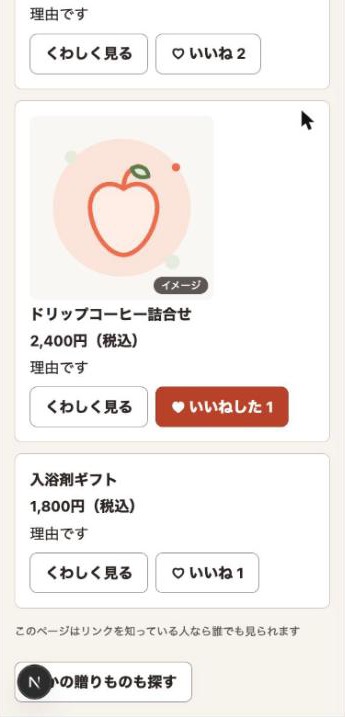 理由です
くわしく見る
♡ いいね 2
イメージ
ドリップコーヒー詰合せ
2,400円（税込）
理由です
くわしく見る
♥ いいねした 1
入浴剤ギフト
1,800円（税込）
理由です
くわしく見る
♡ いいね 1
このページはリンクを知っている人なら誰でも見られます
N
かの贈りものも探す